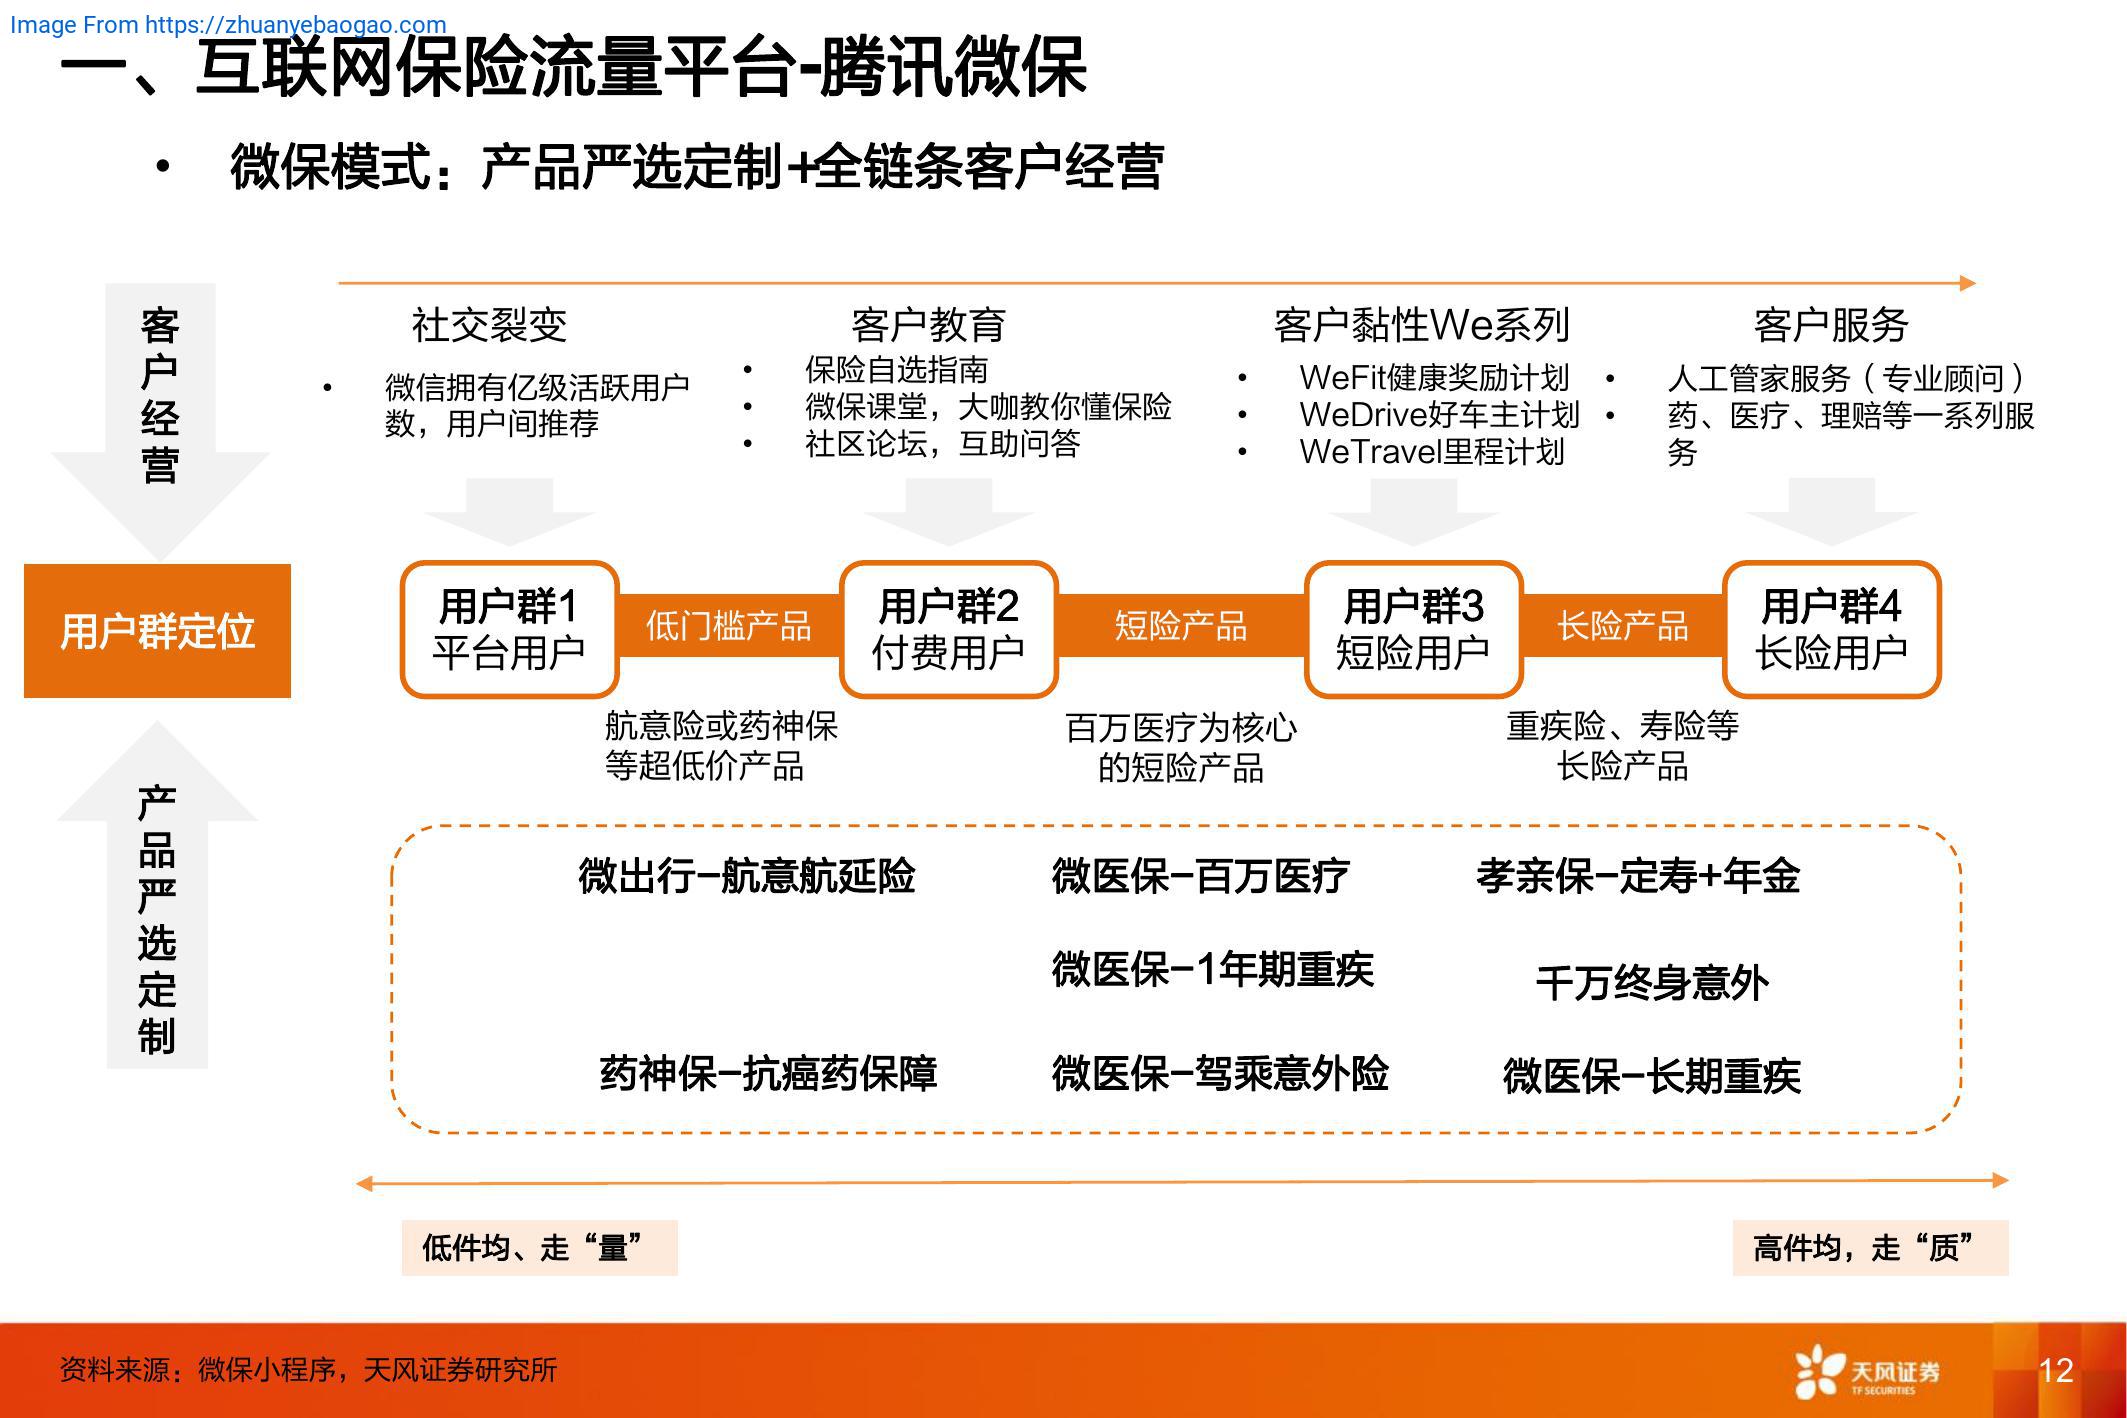 Image From https://zhuanyebaogao.com
一、互联网保险流量平台-腾讯微保
• 微保模式：产品严选定制+全链条客户经营
客户经营
社交裂变
• 微信拥有亿级活跃用户
数，用户间推荐
客户教育
• 保险自选指南
• 微保课堂，大咖教你懂保险
• 社区论坛，互助问答
客户黏性We系列
• WeFit健康奖励计划
• WeDrive好车主计划
• WeTravel里程计划
客户服务
• 人工管家服务（专业顾问）
• 药、医疗、理赔等一系列服
务
用户群定位
用户群1
平台用户
低门槛产品
用户群2
付费用户
短险产品
用户群3
短险用户
长险产品
用户群4
长险用户
航意险或药神保
等超低价产品
百万医疗为核心
的短险产品
重疾险、寿险等
长险产品
产品严选定制
微出行-航意航延险
微医保-百万医疗
孝亲保-定寿+年金
微医保-1年期重疾
千万终身意外
药神保-抗癌药保障
微医保-驾乘意外险
微医保-长期重疾
低件均、走“量”
高件均，走“质”
资料来源：微保小程序，天风证券研究所
天风证券
TF SECURITIES
12